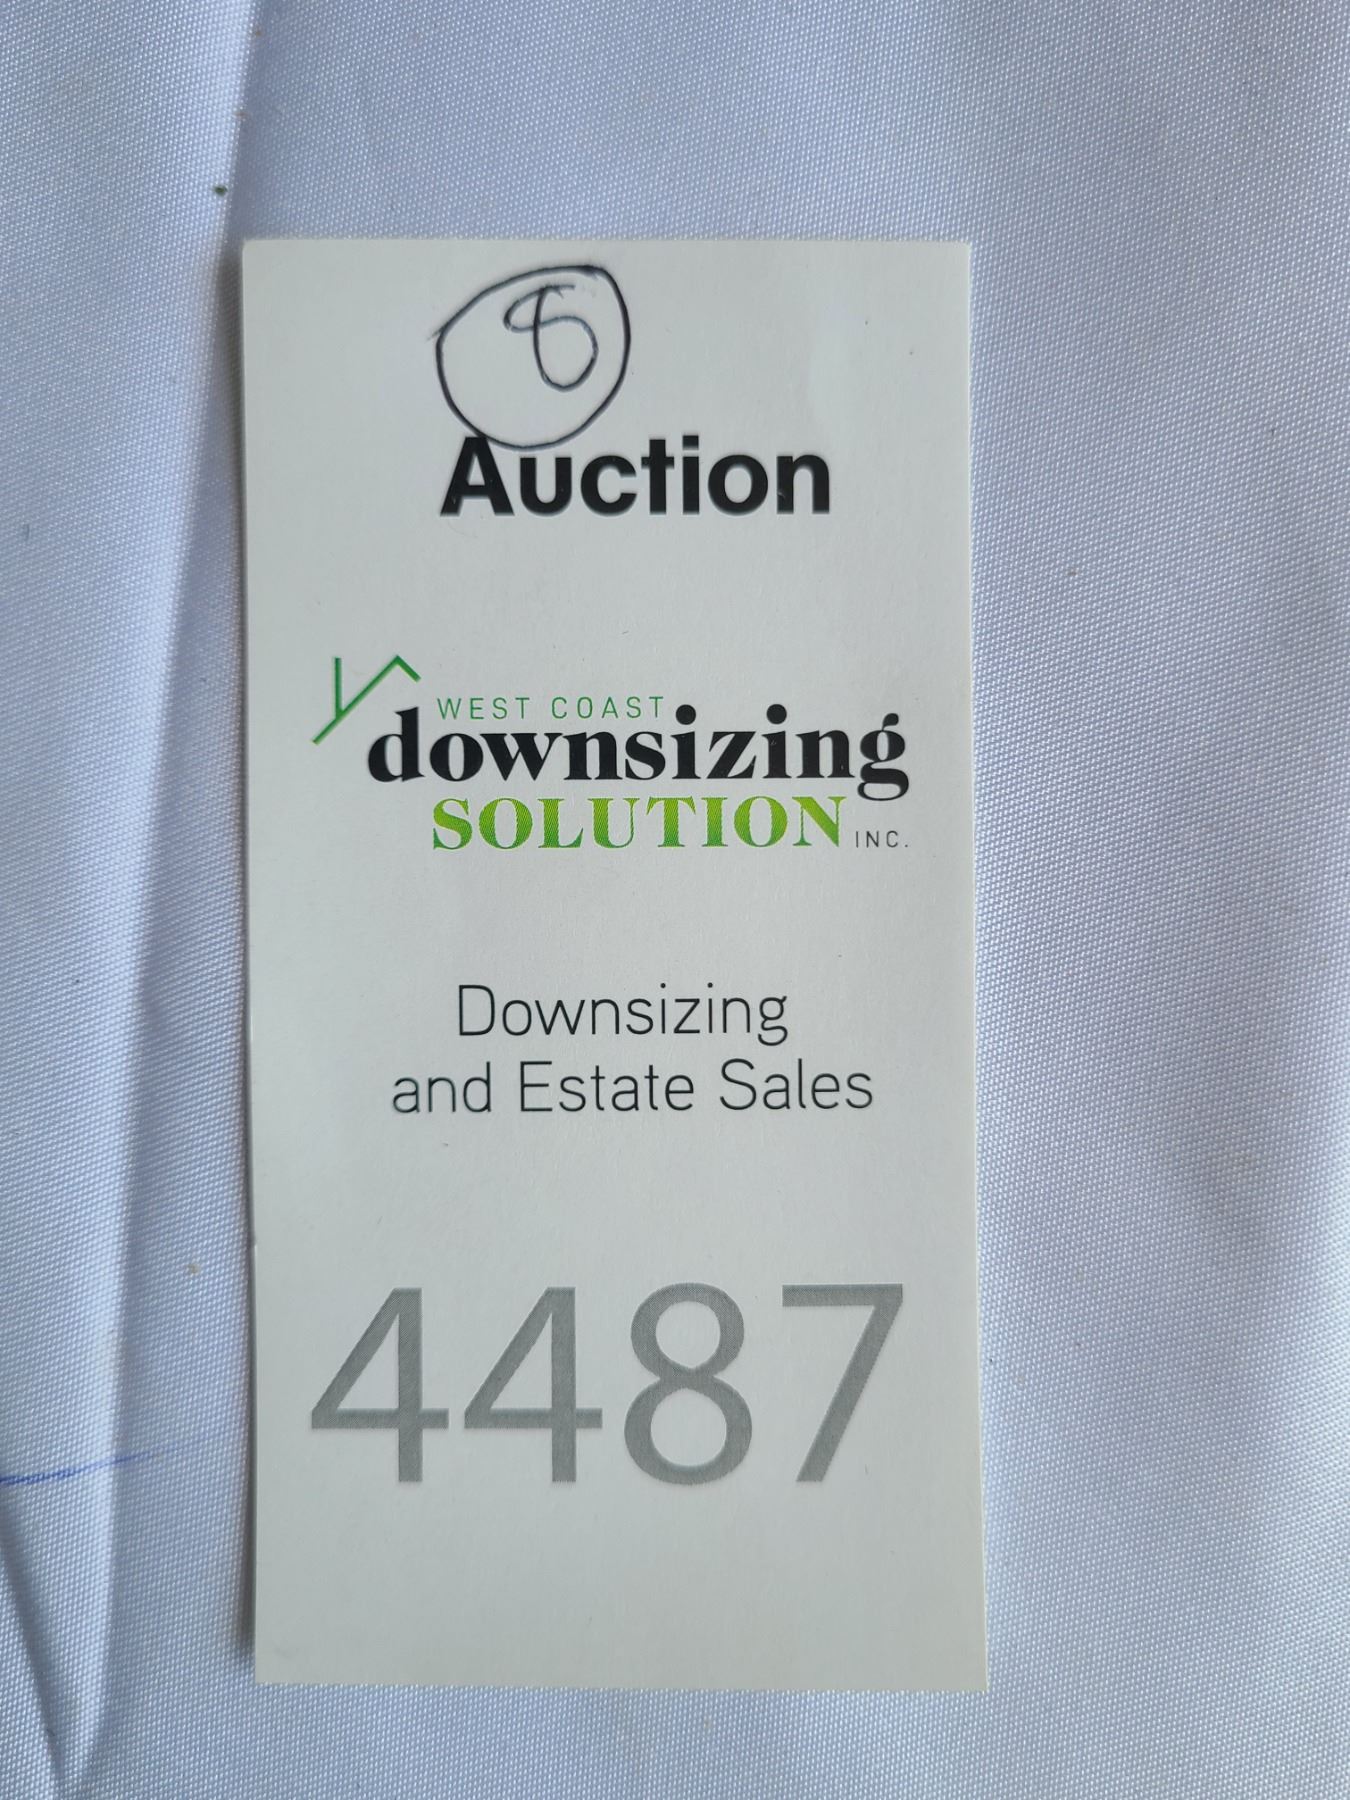 8
Auction
WEST COAST
downsizing
SOLUTION INC.
Downsizing
and Estate Sales
4487